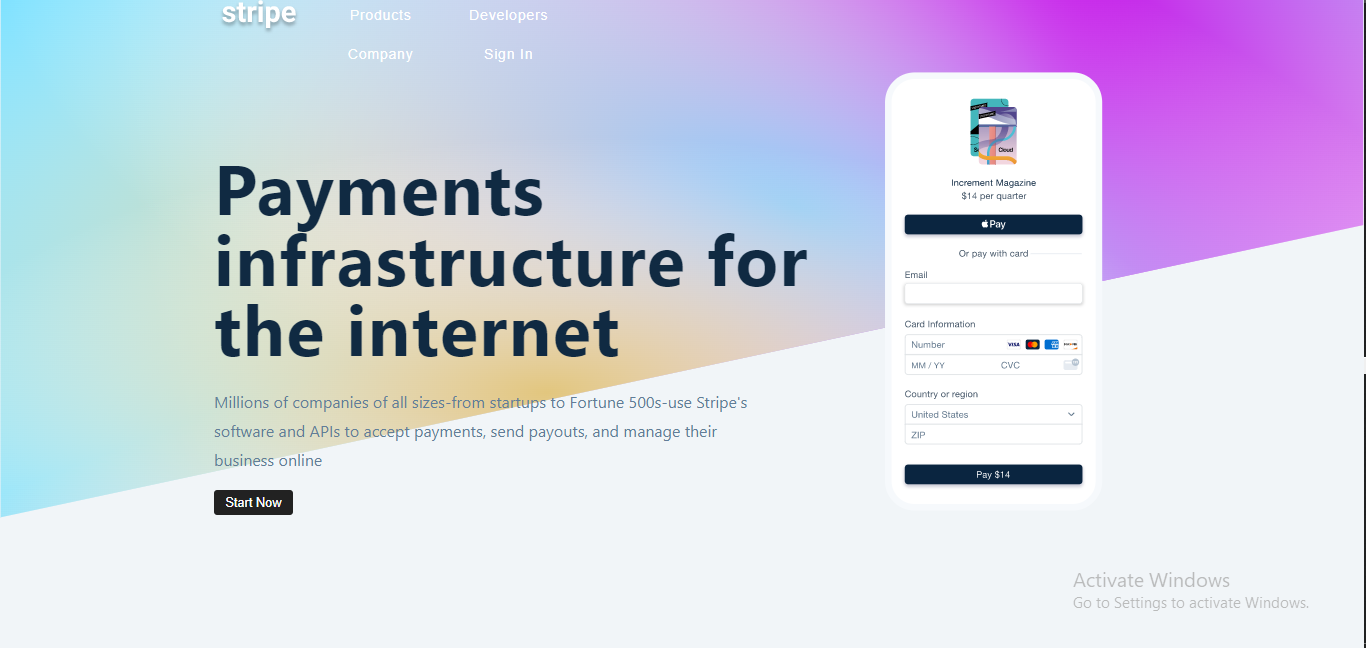 stripe
Products
Developers
Company
Sign In
Payments
infrastructure for
the internet
Millions of companies of all sizes-from startups to Fortune 500s-use Stripe's
software and APIs to accept payments, send payouts, and manage their
business online
Start Now
Cloud
Increment Magazine
$14 per quarter
Pay
Or pay with card
Email
Card Information
Number
VISA
MM / YY
CVC
Country or region
United States
ZIP
Pay $14
Activate Windows
Go to Settings to activate Windows.